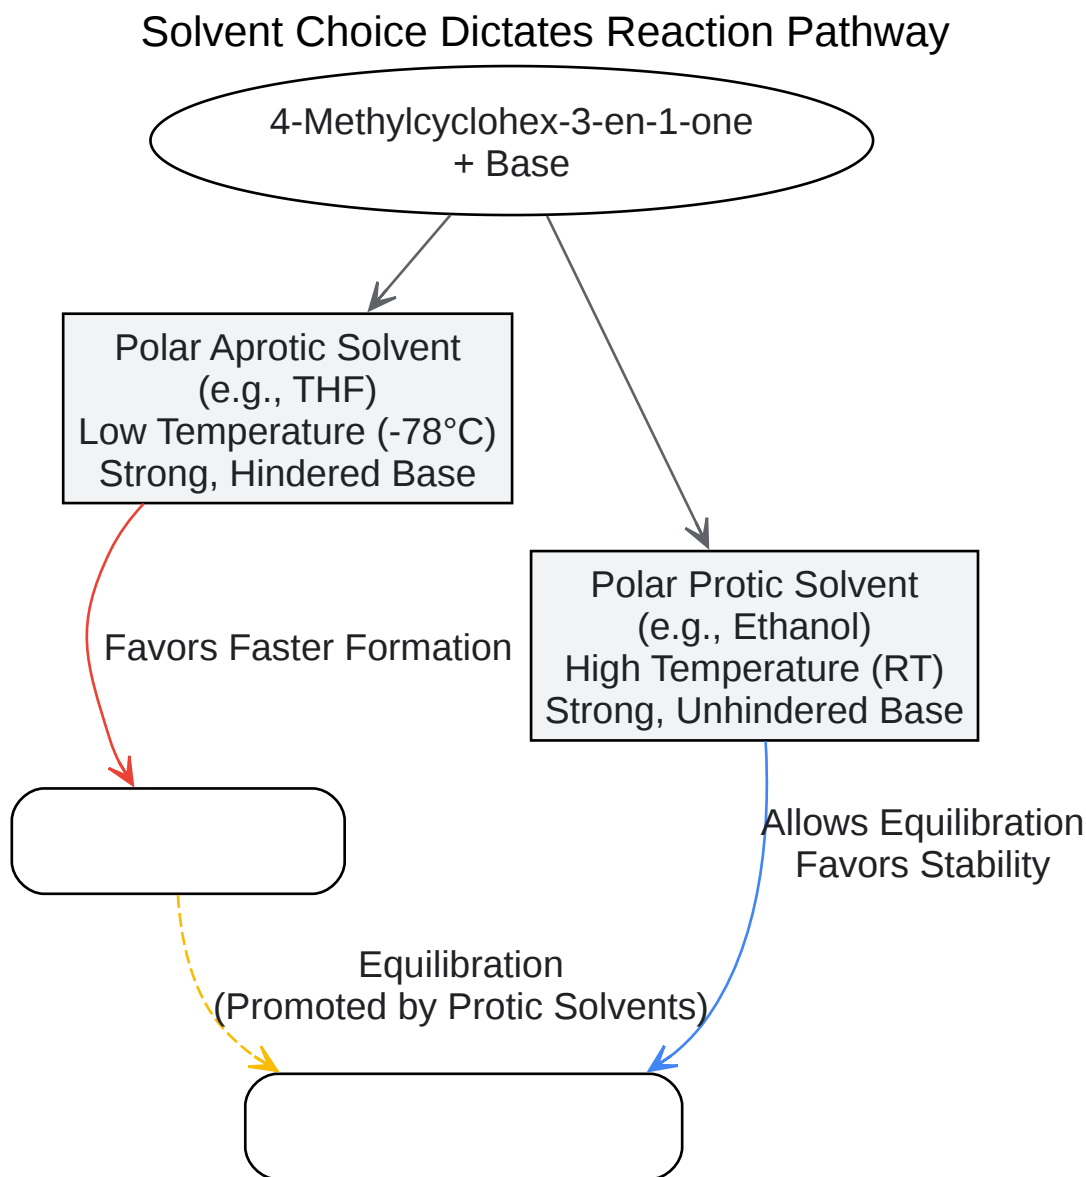 Solvent Choice Dictates Reaction Pathway
4-Methylcyclohex-3-en-1-one
+ Base
Polar Aprotic Solvent
(e.g., THF)
Low Temperature (-78°C)
Strong, Hindered Base
Favors Faster Formation
Polar Protic Solvent
(e.g., Ethanol)
High Temperature (RT)
Strong, Unhindered Base
Allows Equilibration
Favors Stability
Equilibration
(Promoted by Protic Solvents)